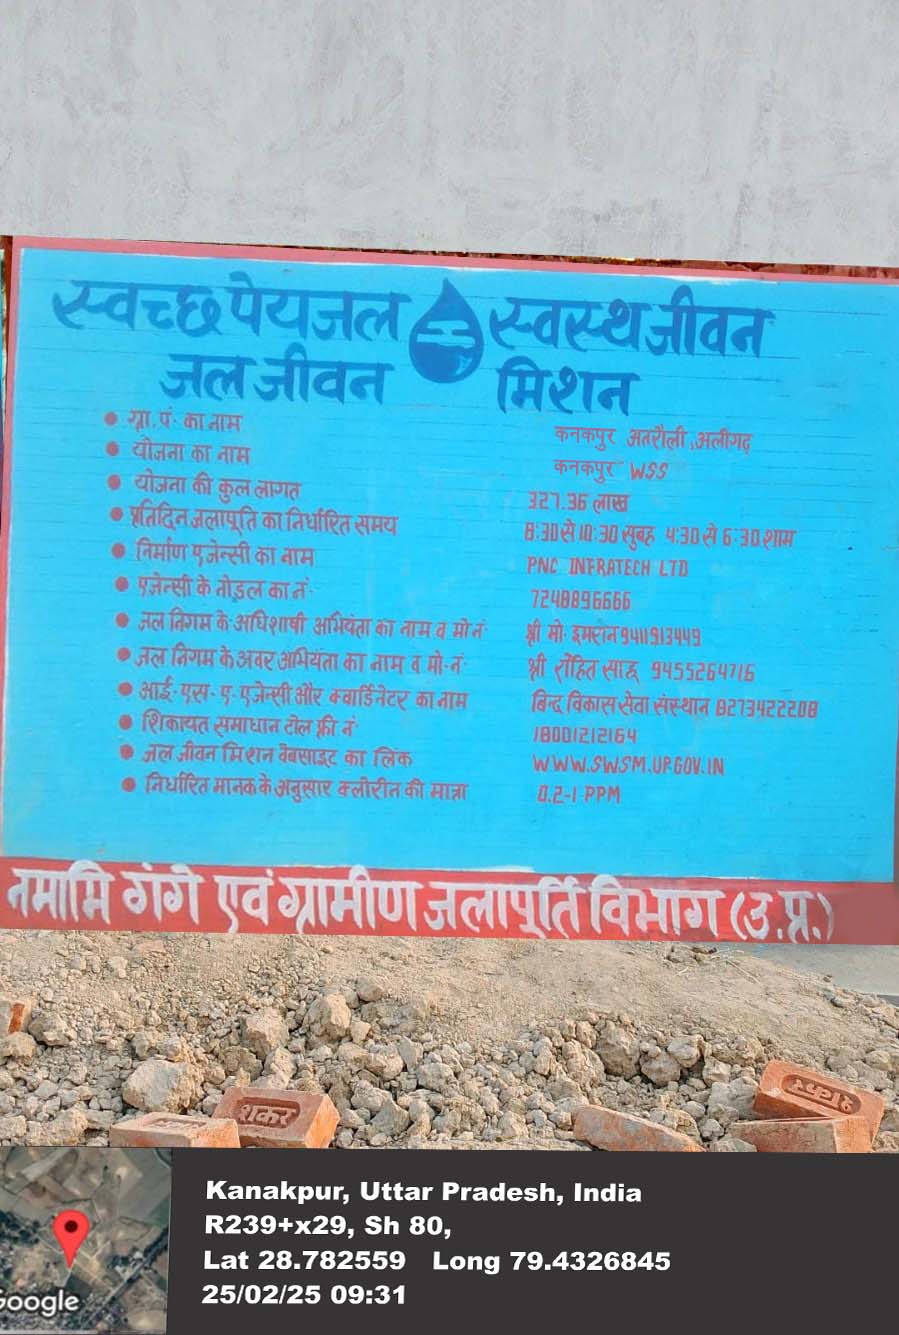 स्वच्छ पेयजल स्वस्थ जीवन
जल जीवन मिशन
ग्रा.पं. का नाम कनकपुर अतरौली, अलीगढ़
योजना का नाम कनकपुर WSS
योजना की कुल लागत 327.36 लाख
प्रतिदिन जलापूर्ति का निर्धारित समय 8:30 से 10:30 सुबह 4:30 से 6:30 शाम
निर्माण एजेन्सी का नाम PNC INFRATECH LTD
एजेन्सी के नोडल का नं. 7248896666
जल निगम के अधिशाषी अभियंता का नाम व मो नं. श्री मो. इमरान 9411913449
जल निगम के अवर अभियंता का नाम व मो. नं. श्री रोहित साहू 9455264716
आई. एस. ए. एजेन्सी और क्वार्डिनेटर का नाम बिन्द्र विकास सेवा संस्थान 8273422208
शिकायत समाधान टोल फ्री नं. 18001212164
जल जीवन मिशन वेबसाइट का लिंक WWW.SWSM.UP.GOV.IN
निर्धारित मानक के अनुसार क्लोरीन की मात्रा 0.2-1 PPM
नमामि गंगे एवं ग्रामीण जलापूर्ति विभाग (उ.प्र.)
शंकर
Kanakpur, Uttar Pradesh, India
R239+x29, Sh 80,
Lat 28.782559 Long 79.4326845
25/02/25 09:31
Google